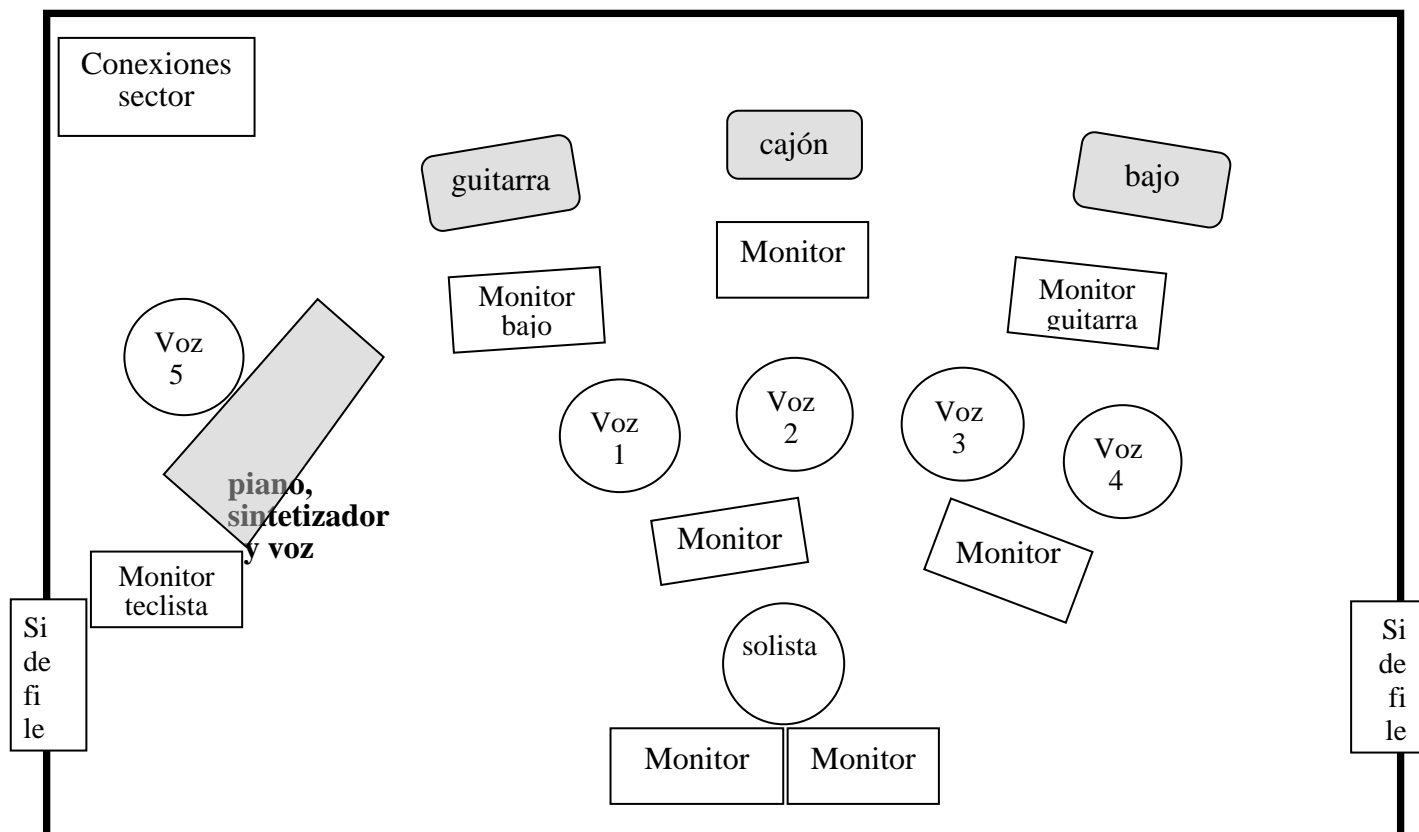 Conexiones
sector
guitarra
cajón
bajo
Monitor
Monitor
bajo
Monitor
guitarra
Voz
5
Voz
1
Voz
2
Voz
3
Voz
4
piano,
sintetizador
y voz
Monitor
Monitor
Monitor
teclista
Si
de
fi
le
solista
Si
de
fi
le
Monitor
Monitor